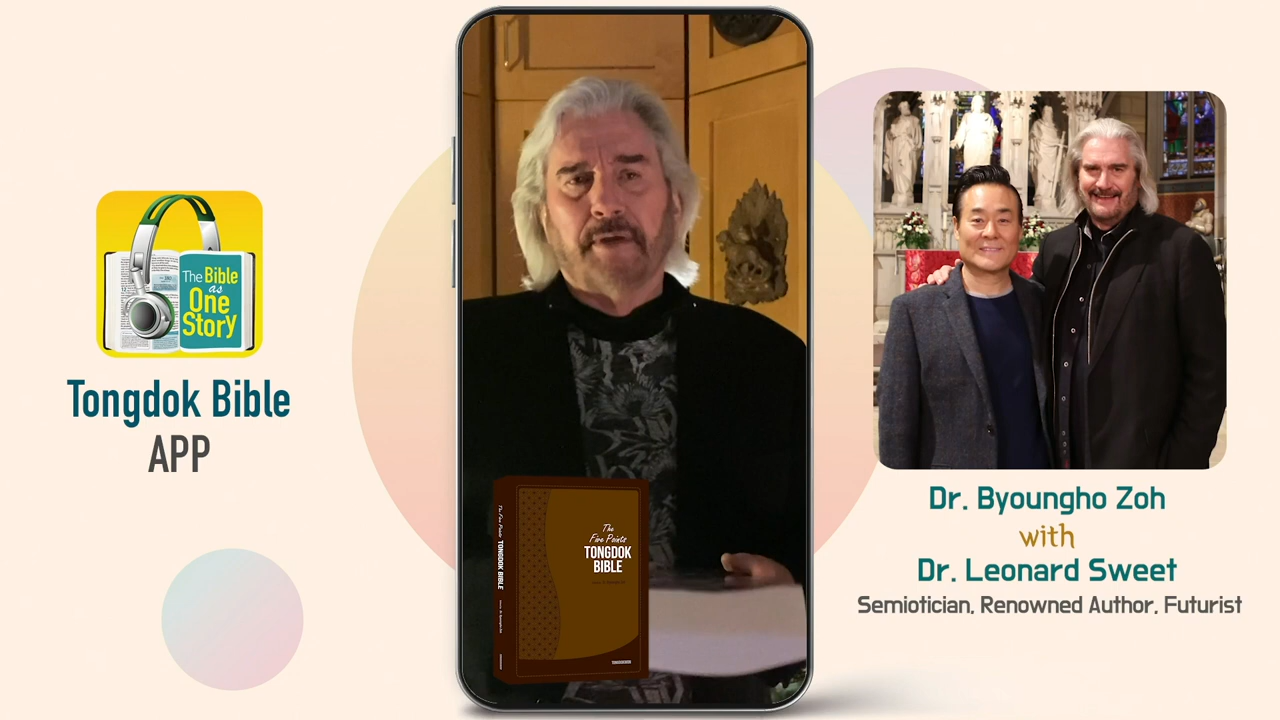 The Bible
as
One
Story
Tongdok Bible
APP
The Five Points TONGDOK BIBLE
The
Five Points
TONGDOK
BIBLE
Dr. Byoungho Zoh
with
Dr. Leonard Sweet
Semiotician, Renowned Author, Futurist